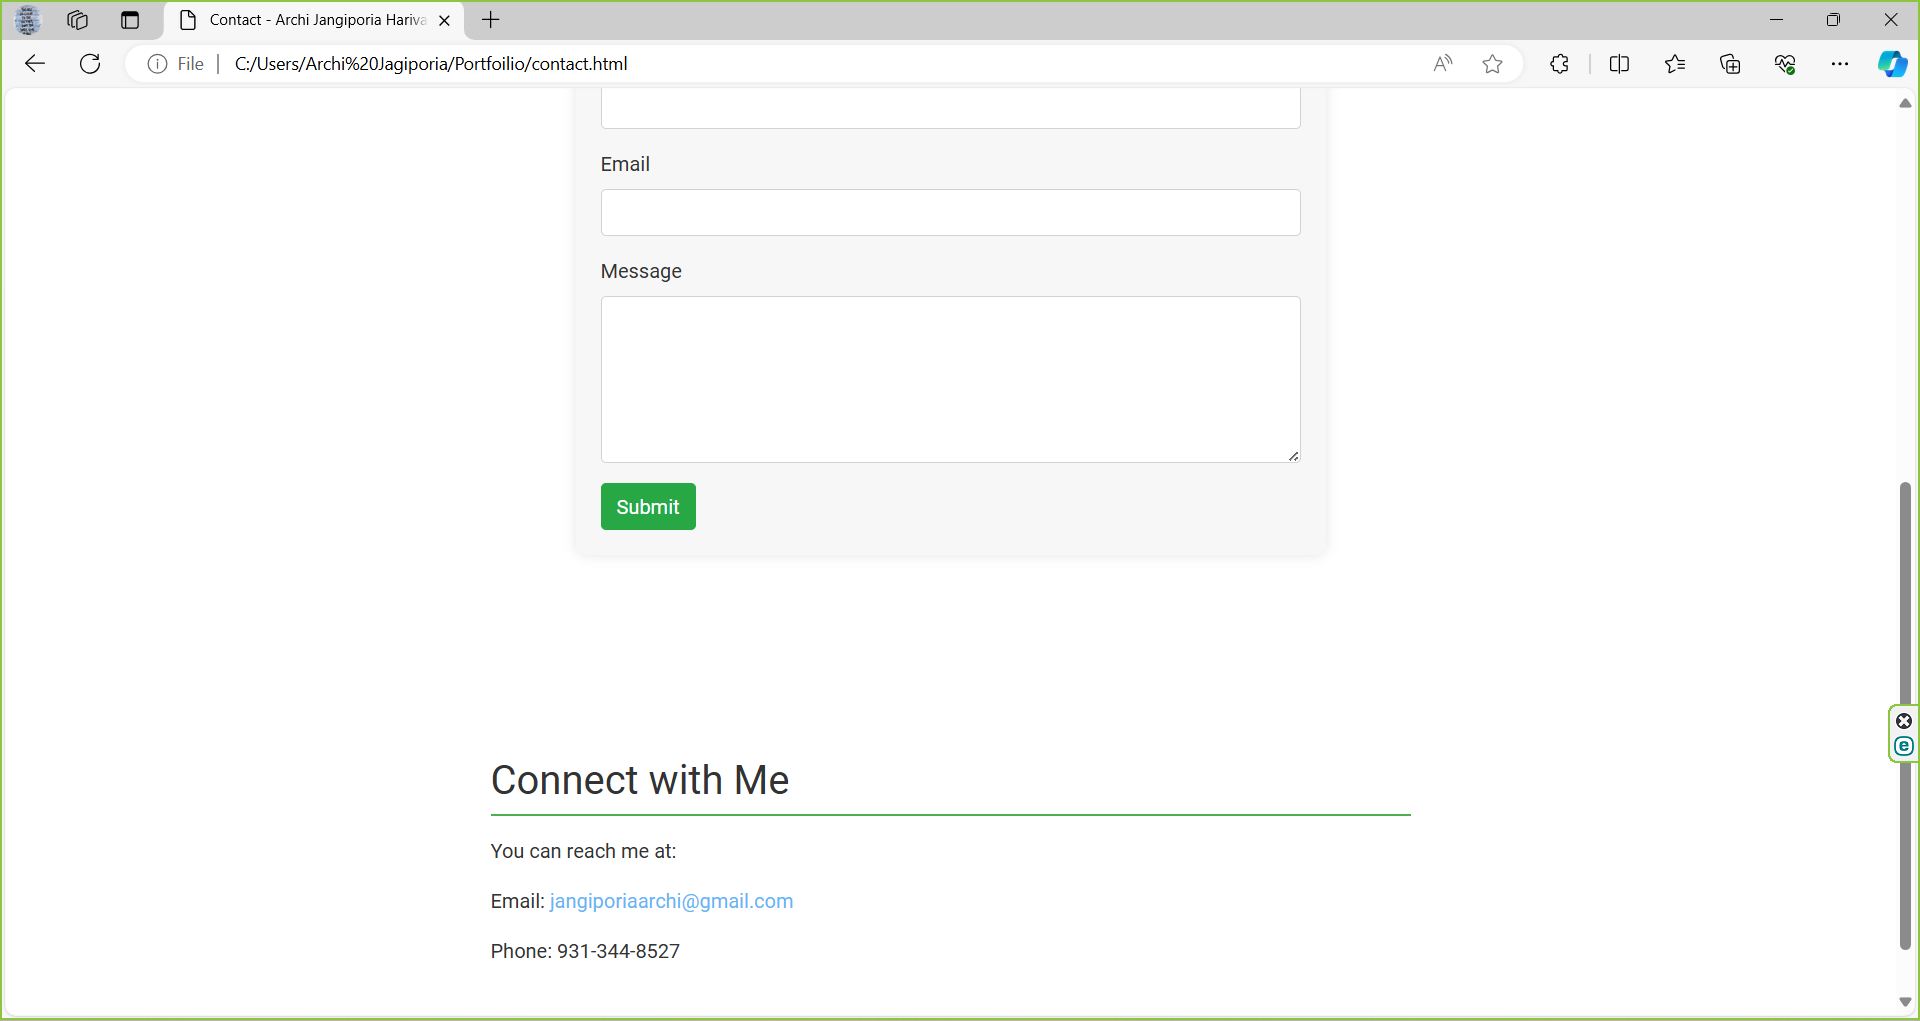 Contact - Archi Jangiporia Hariva
File
C:/Users/Archi%20Jagiporia/Portfoilio/contact.html
Email
Message
Submit
Connect with Me
You can reach me at:
Email: jangiporiaarchi@gmail.com
Phone: 931-344-8527